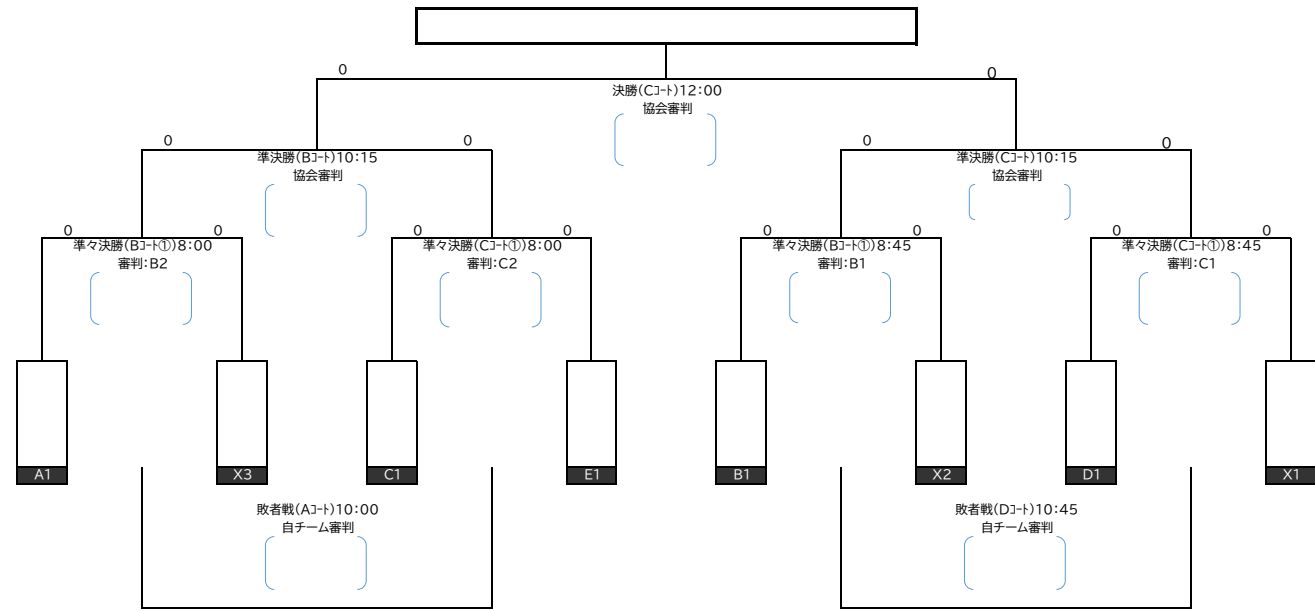 0 0
決勝(Cｺｰﾄ)12:00
協会審判
0 0 0 0
準決勝(Bｺｰﾄ)10:15 準決勝(Cｺｰﾄ)10:15
協会審判 協会審判
0 0 0 0 0 0 0 0
準々決勝(Bｺｰﾄ①)8:00 準々決勝(Cｺｰﾄ①)8:00 準々決勝(Bｺｰﾄ①)8:45 準々決勝(Cｺｰﾄ①)8:45
審判:B2 審判:C2 審判:B1 審判:C1
A1 X3 C1 E1 B1 X2 D1 X1
敗者戦(Aｺｰﾄ)10:00 敗者戦(Dｺｰﾄ)10:45
自チーム審判 自チーム審判